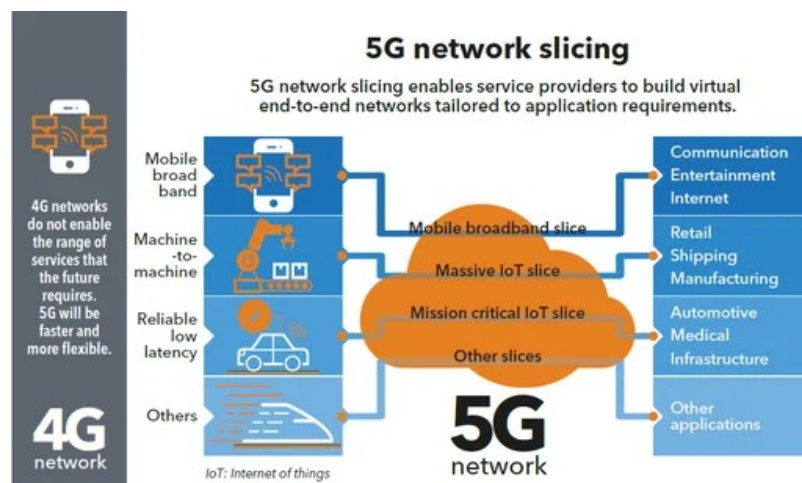 5G network slicing
5G network slicing enables service providers to build virtual
end-to-end networks tailored to application requirements.
4G networks
do not enable
the range of
services that
the future
requires.
5G will be
faster and
more flexible.
4G
network
Mobile
broad
band
Machine
-to-
machine
Reliable
low
latency
Others
Mobile broadband slice
Massive IoT slice
Mission critical IoT slice
Other slices
5G
network
Communication
Entertainment
Internet
Retail
Shipping
Manufacturing
Automotive
Medical
Infrastructure
Other
applications
IoT: Internet of things